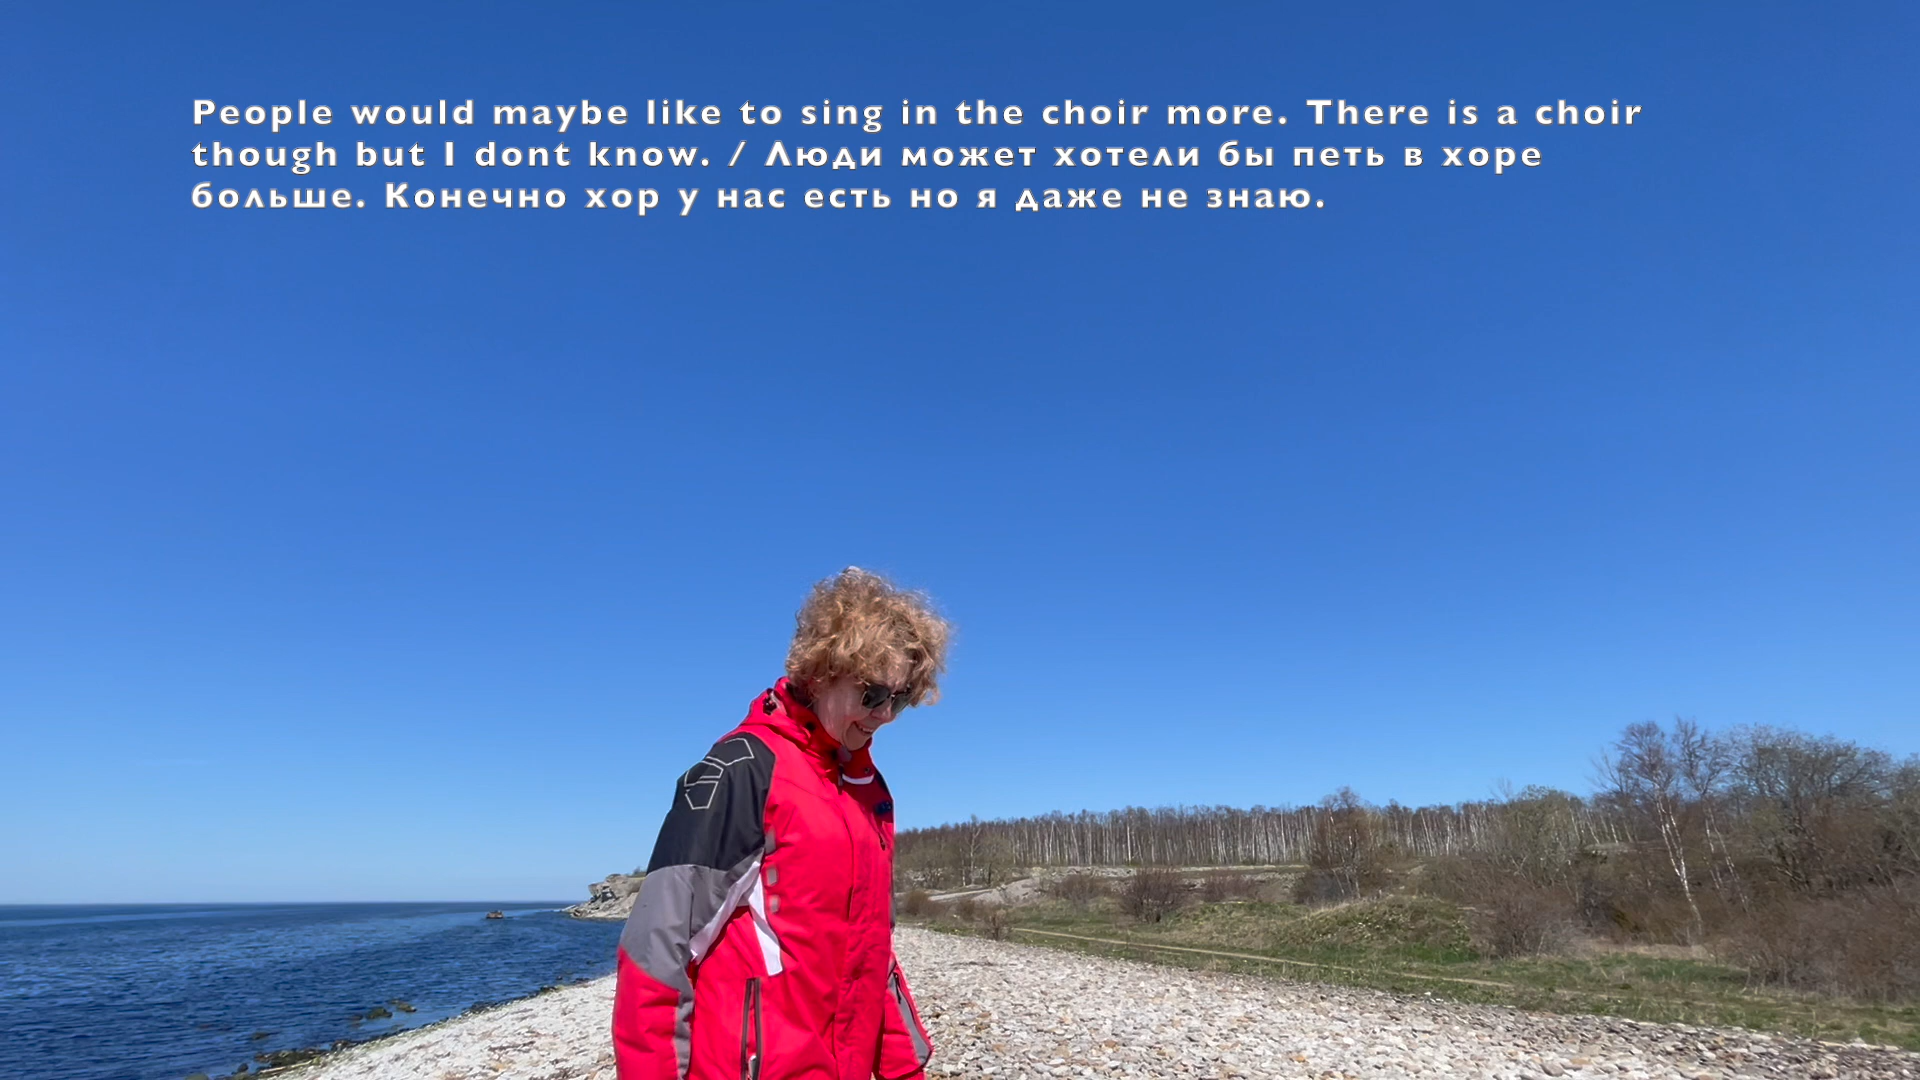 People would maybe like to sing in the choir more. There is a choir
though but I dont know. / Люди может хотели бы петь в хоре
больше. Конечно хор у нас есть но я даже не знаю.